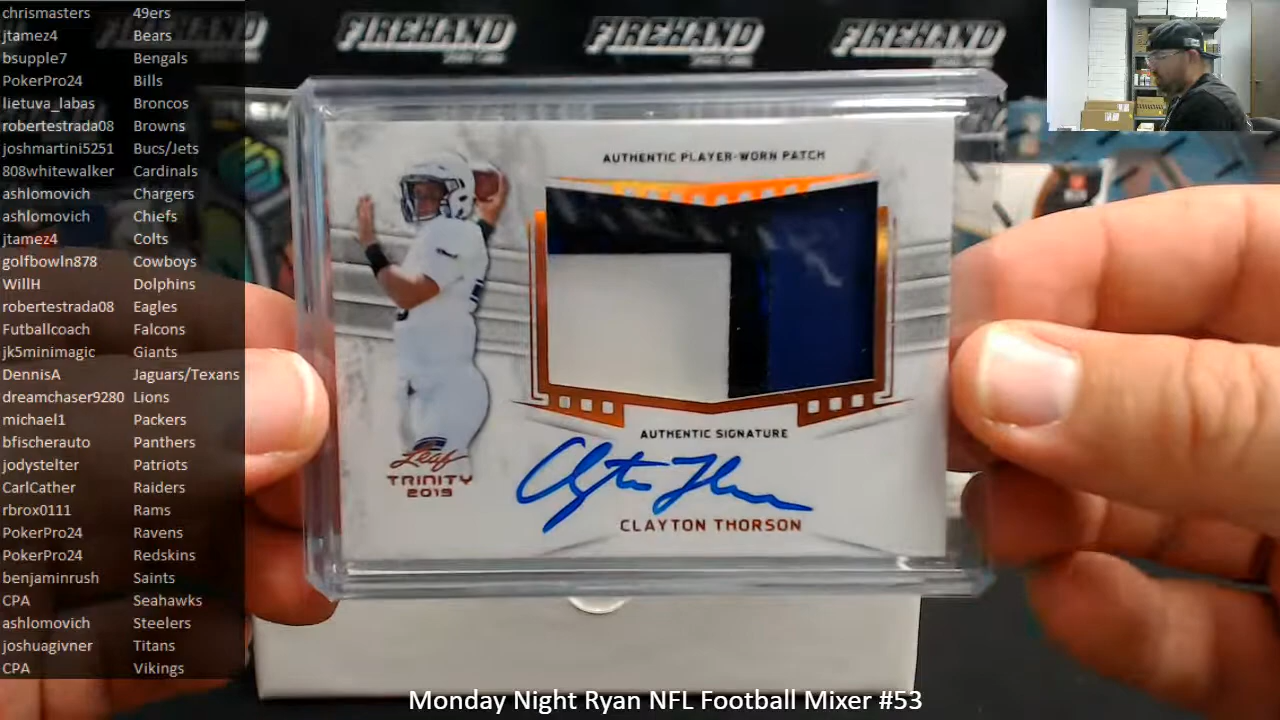 chrismasters 49ers
jtamez4 Bears
bsupple7 Bengals
PokerPro24 Bills
lietuva_labas Broncos
robertestrada08 Browns
joshmartini5251 Bucs/Jets
808whitewalker Cardinals
ashlomovich Chargers
ashlomovich Chiefs
jtamez4 Colts
golfbowln878 Cowboys
WillH Dolphins
robertestrada08 Eagles
Futballcoach Falcons
jk5minimagic Giants
DennisA Jaguars/Texans
dreamchaser9280 Lions
michael1 Packers
bfischerauto Panthers
jodystelter Patriots
CarlCather Raiders
rbrox0111 Rams
PokerPro24 Ravens
PokerPro24 Redskins
benjaminrush Saints
CPA Seahawks
ashlomovich Steelers
joshuagivner Titans
CPA Vikings
FIREHAND FIREHAND FIREHAND
AUTHENTIC PLAYER-WORN PATCH
AUTHENTIC SIGNATURE
Leaf
TRINITY
2019
CLAYTON THORSON
Monday Night Ryan NFL Football Mixer #53